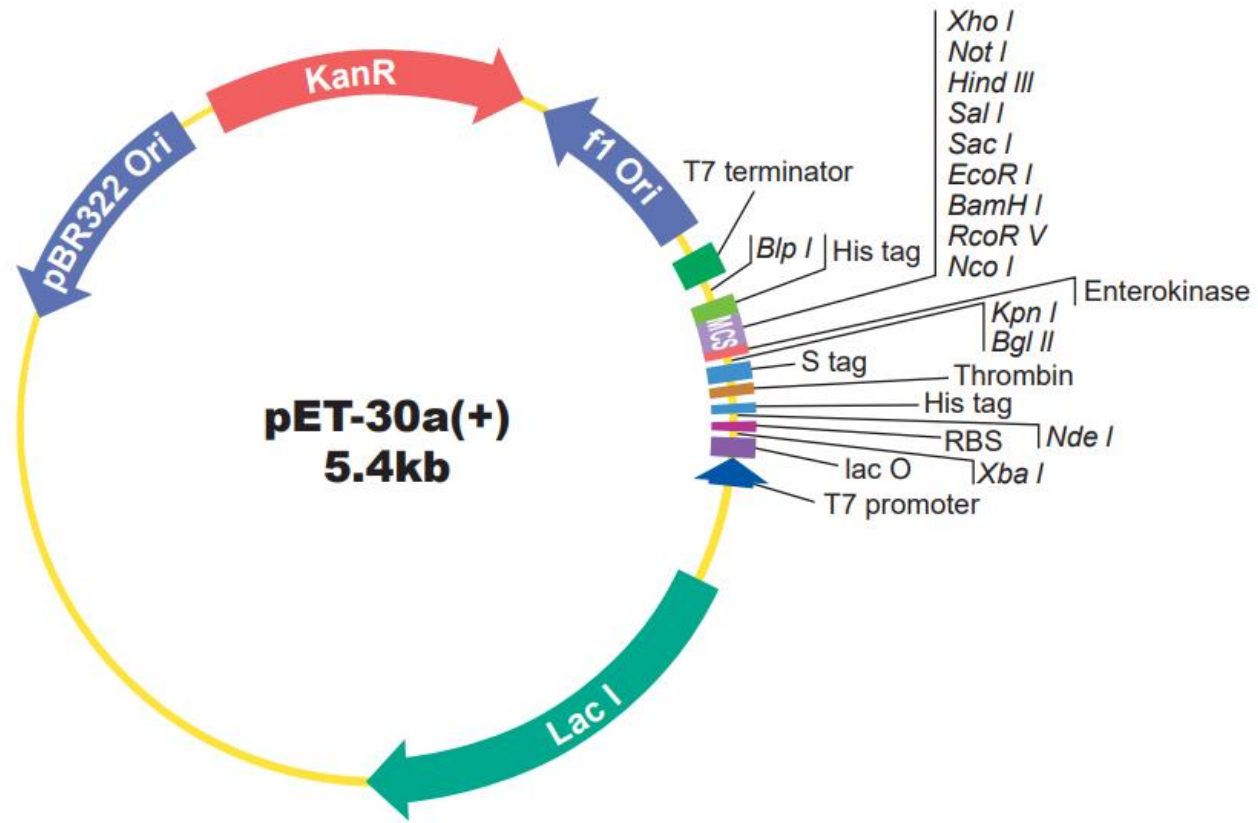 Xho I
Not I
Hind III
Sal I
Sac I
EcoR I
BamH I
RcoR V
Nco I
KanR
f1 Ori
pBR322 Ori
T7 terminator
Blp I
His tag
MCS
Enterokinase
Kpn I
Bgl II
S tag
Thrombin
His tag
RBS
Nde I
lac O
Xba I
T7 promoter
pET-30a(+)
5.4kb
Lac I